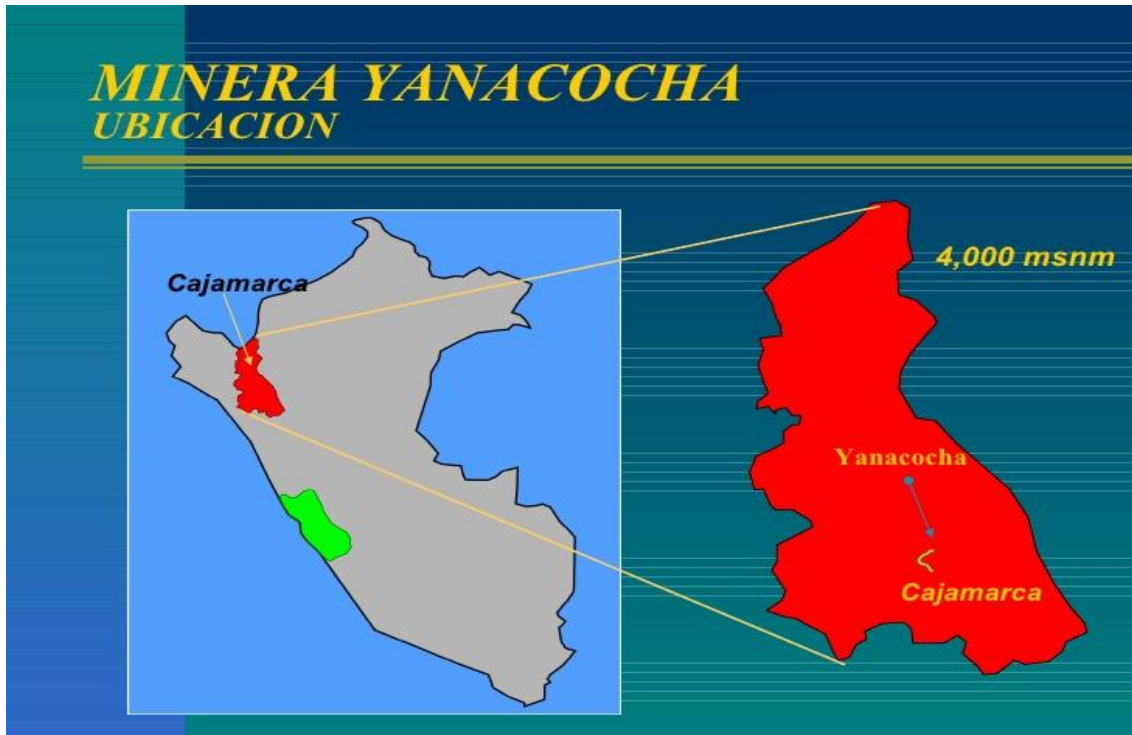 MINERA YANACOCHA
UBICACION
Cajamarca
4,000 msnm
Yanacocha
Cajamarca